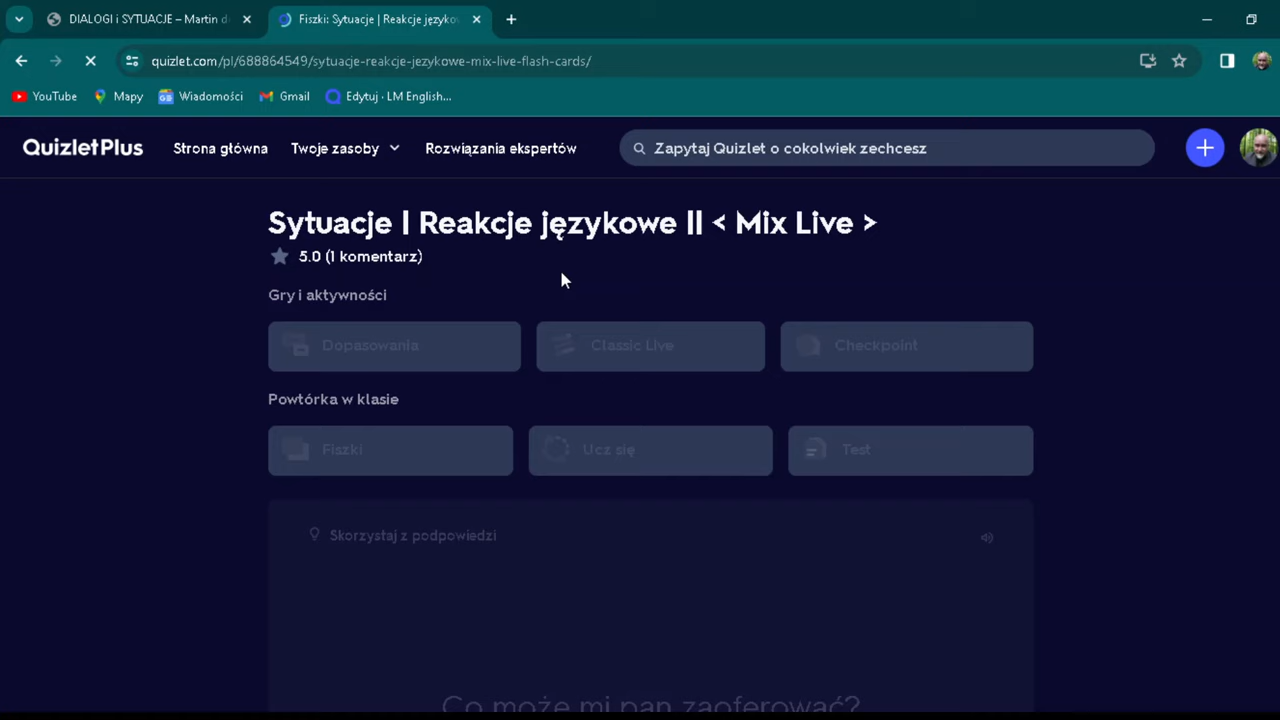 DIALOGI i SYTUACJE – Martin d
Fiszki: Sytuacje | Reakcje języko
quizlet.com/pl/688864549/sytuacje-reakcje-jezykowe-mix-live-flash-cards/
YouTube Mapy Wiadomości Gmail Edytuj · LM English...
QuizletPlus Strona główna Twoje zasoby Rozwiązania ekspertów Zapytaj Quizlet o cokolwiek zechcesz
Sytuacje | Reakcje językowe || < Mix Live >
5.0 (1 komentarz)
Gry i aktywności
Dopasowania Classic Live Checkpoint
Powtórka w klasie
Fiszki Ucz się Test
Skorzystaj z podpowiedzi
Co może mi pan zaoferować?